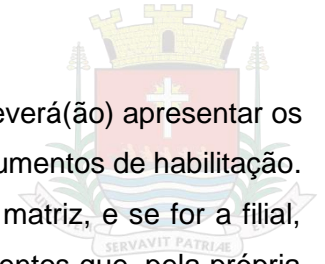 everá(ão) apresentar os
umentos de habilitação.
matriz, e se for a filial,
SERVAVIT PATRIAE
entos que, pela própria